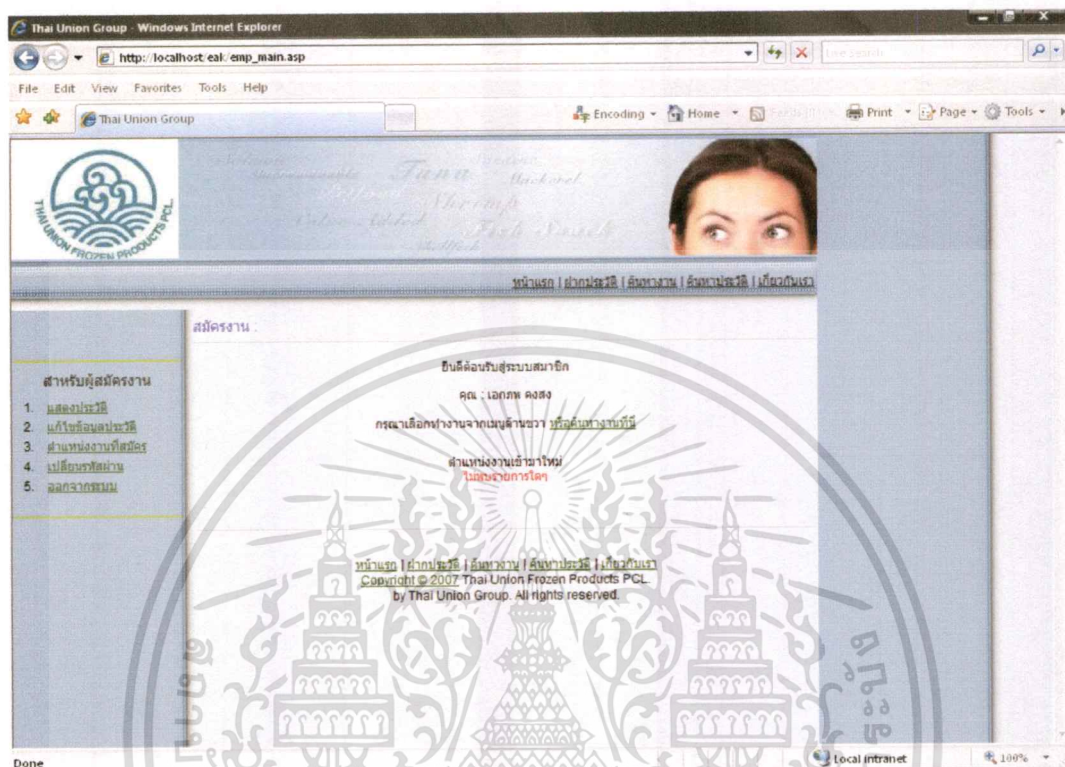 Thai Union Group - Windows Internet Explorer
http://localhost/eak/emp_main.asp
Live Search
File Edit View Favorites Tools Help
Thai Union Group
Encoding Home Print Page Tools
Tuna
Mackerel
Shrimp
THAI UNION FROZEN PRODUCTS PCL.
หน้าแรก | ฝากประวัติ | ค้นหางาน | ค้นหาประวัติ | เกี่ยวกับเรา
สมัครงาน :
สำหรับผู้สมัครงาน
1. แสดงประวัติ
2. แก้ไขข้อมูลประวัติ
3. ตำแหน่งงานที่สมัคร
4. เปลี่ยนรหัสผ่าน
5. ออกจากระบบ
ยินดีต้อนรับสู่ระบบสมาชิก
คุณ : เอกภพ คงสง
กรุณาเลือกทำงานจากเมนูด้านขวา หรือค้นหางานที่นี่
ตำแหน่งงานเข้ามาใหม่
ไม่พบรายการใดๆ
หน้าแรก | ฝากประวัติ | ค้นหางาน | ค้นหาประวัติ | เกี่ยวกับเรา
Copyright © 2007 Thai Union Frozen Products PCL.
by Thai Union Group. All rights reserved.
Done
Local intranet
100%